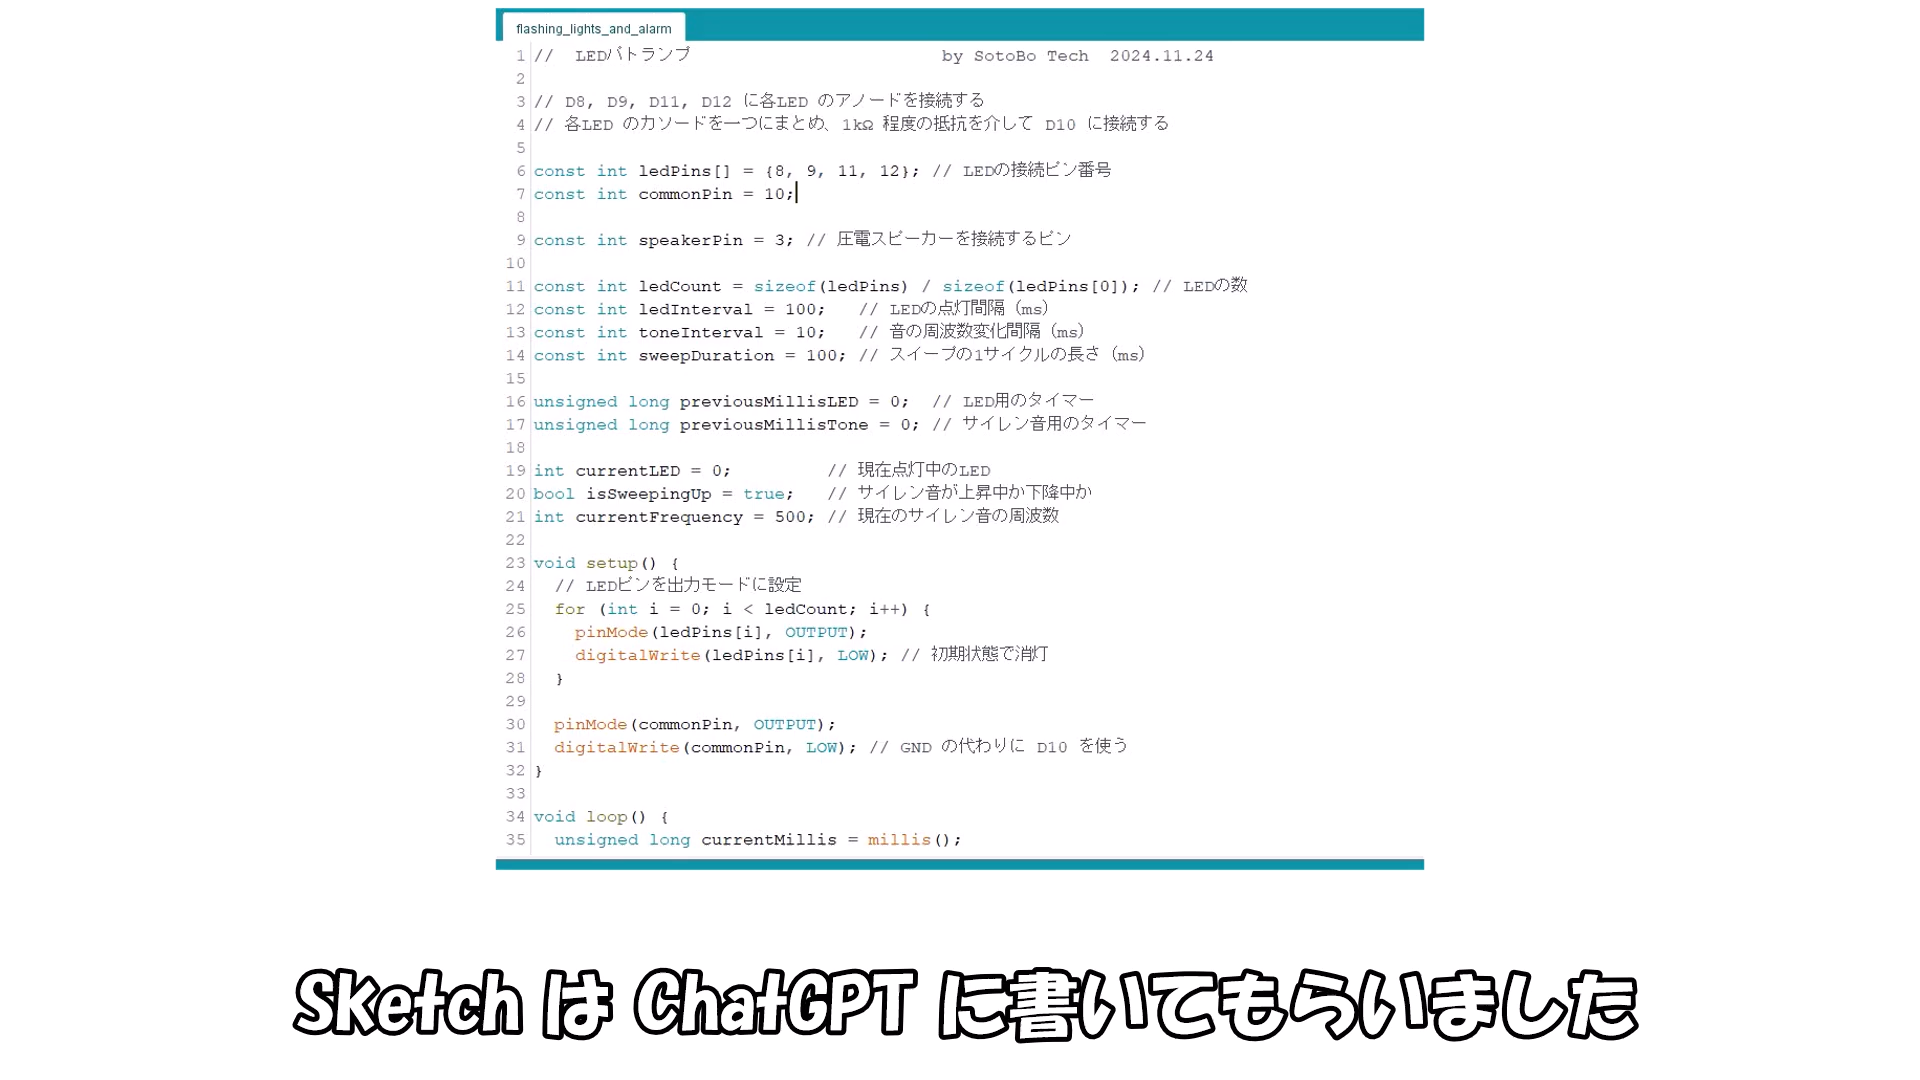 flashing_lights_and_alarm
1 //  LEDパトランプ                        by SotoBo Tech  2024.11.24
2
3 // D8, D9, D11, D12 に各LED のアノードを接続する
4 // 各LED のカソードを一つにまとめ、1kΩ 程度の抵抗を介して D10 に接続する
5
6 const int ledPins[] = {8, 9, 11, 12}; // LEDの接続ピン番号
7 const int commonPin = 10;
8
9 const int speakerPin = 3; // 圧電スピーカーを接続するピン
10
11 const int ledCount = sizeof(ledPins) / sizeof(ledPins[0]); // LEDの数
12 const int ledInterval = 100;   // LEDの点灯間隔（ms）
13 const int toneInterval = 10;   // 音の周波数変化間隔（ms）
14 const int sweepDuration = 100; // スイープの1サイクルの長さ（ms）
15
16 unsigned long previousMillisLED = 0;  // LED用のタイマー
17 unsigned long previousMillisTone = 0; // サイレン音用のタイマー
18
19 int currentLED = 0;         // 現在点灯中のLED
20 bool isSweepingUp = true;   // サイレン音が上昇中か下降中か
21 int currentFrequency = 500; // 現在のサイレン音の周波数
22
23 void setup() {
24   // LEDピンを出力モードに設定
25   for (int i = 0; i < ledCount; i++) {
26     pinMode(ledPins[i], OUTPUT);
27     digitalWrite(ledPins[i], LOW); // 初期状態で消灯
28   }
29
30   pinMode(commonPin, OUTPUT);
31   digitalWrite(commonPin, LOW); // GND の代わりに D10 を使う
32 }
33
34 void loop() {
35   unsigned long currentMillis = millis();
Sketch は ChatGPT に書いてもらいました